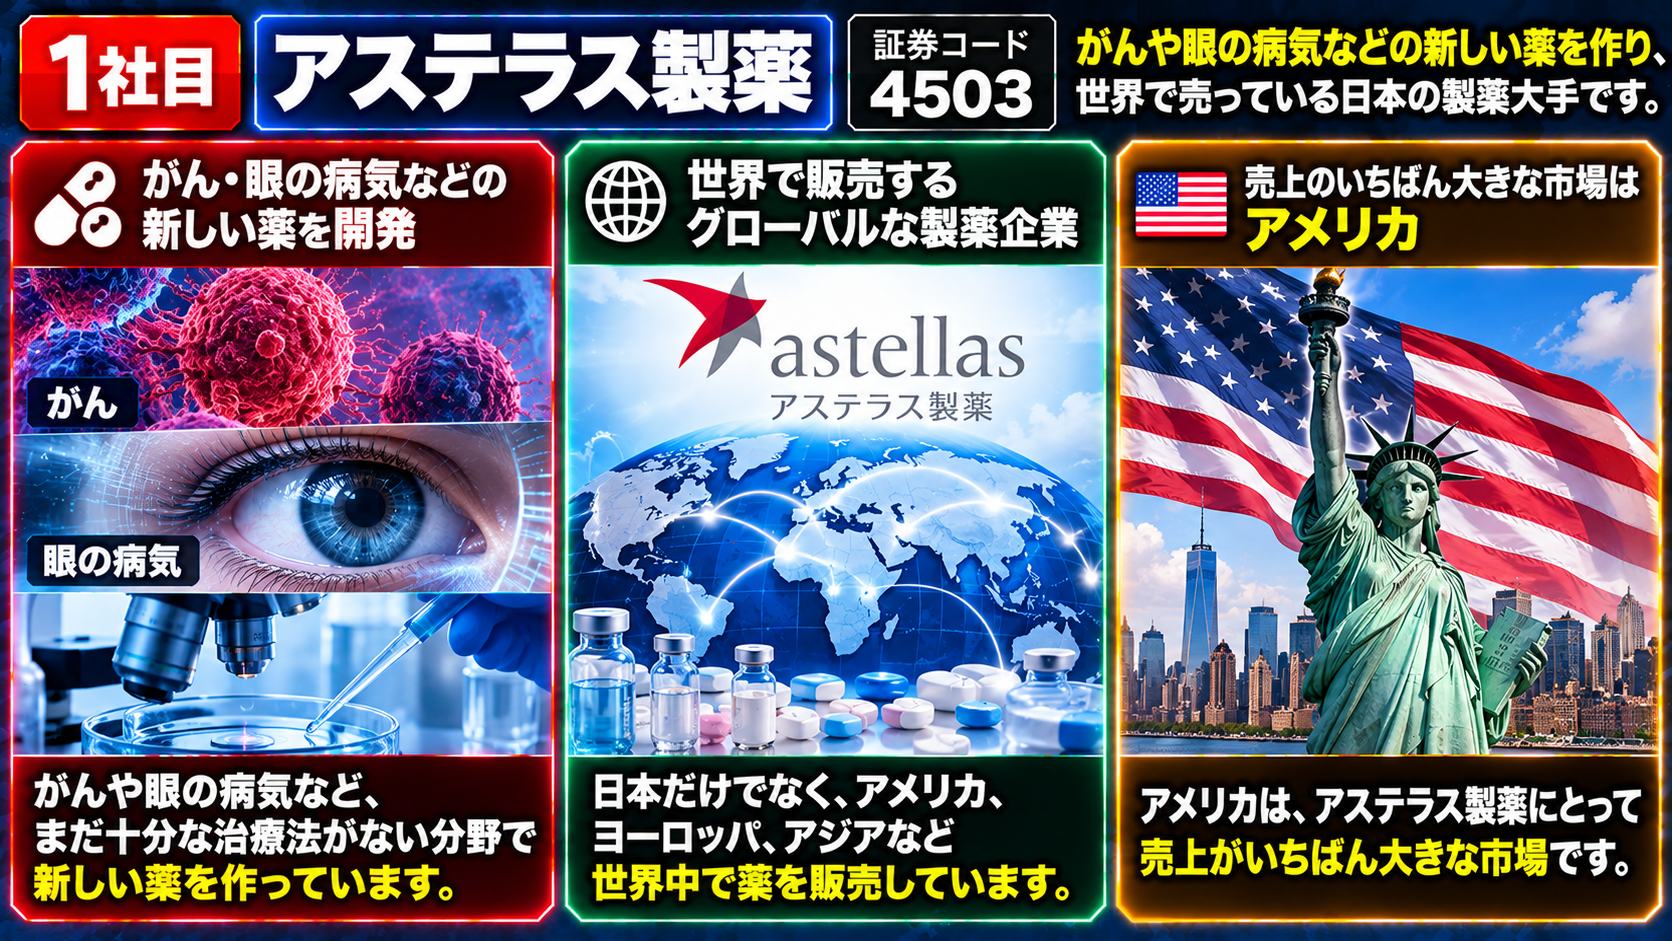 1社目
アステラス製薬
証券コード
4503
がんや眼の病気などの新しい薬を作り、
世界で売っている日本の製薬大手です。
がん・眼の病気などの
新しい薬を開発
がん
眼の病気
がんや眼の病気など、
まだ十分な治療法がない分野で
新しい薬を作っています。
世界で販売する
グローバルな製薬企業
astellas
アステラス製薬
日本だけでなく、アメリカ、
ヨーロッパ、アジアなど
世界中で薬を販売しています。
売上のいちばん大きな市場は
アメリカ
アメリカは、アステラス製薬にとって
売上がいちばん大きな市場です。